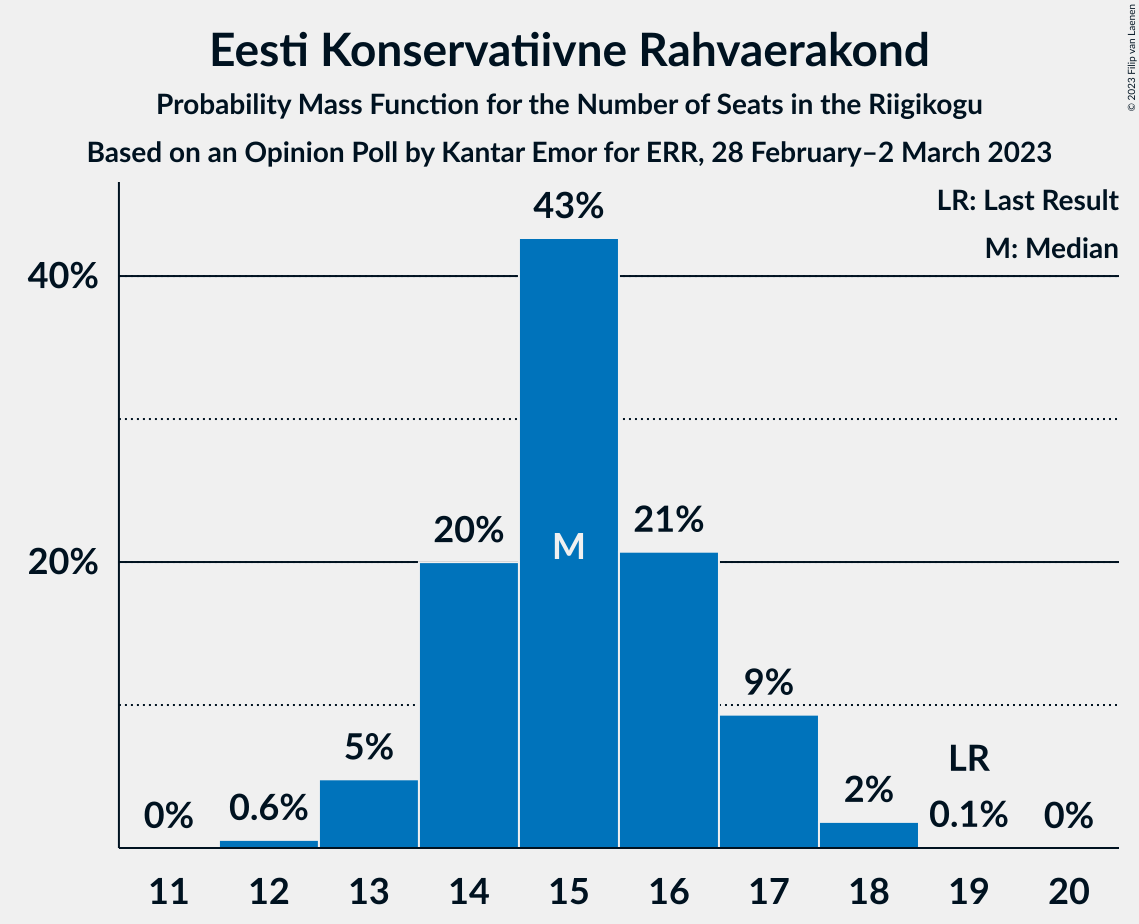 Eesti Konservatiivne Rahvaerakond
Probability Mass Function for the Number of Seats in the Riigikogu
Based on an Opinion Poll by Kantar Emor for ERR, 28 February–2 March 2023
© 2023 Filip van Laenen
LR: Last Result
M: Median
40%
20%
0%
0.6%
5%
20%
43%
M
21%
9%
2%
LR
0.1%
0%
11 12 13 14 15 16 17 18 19 20